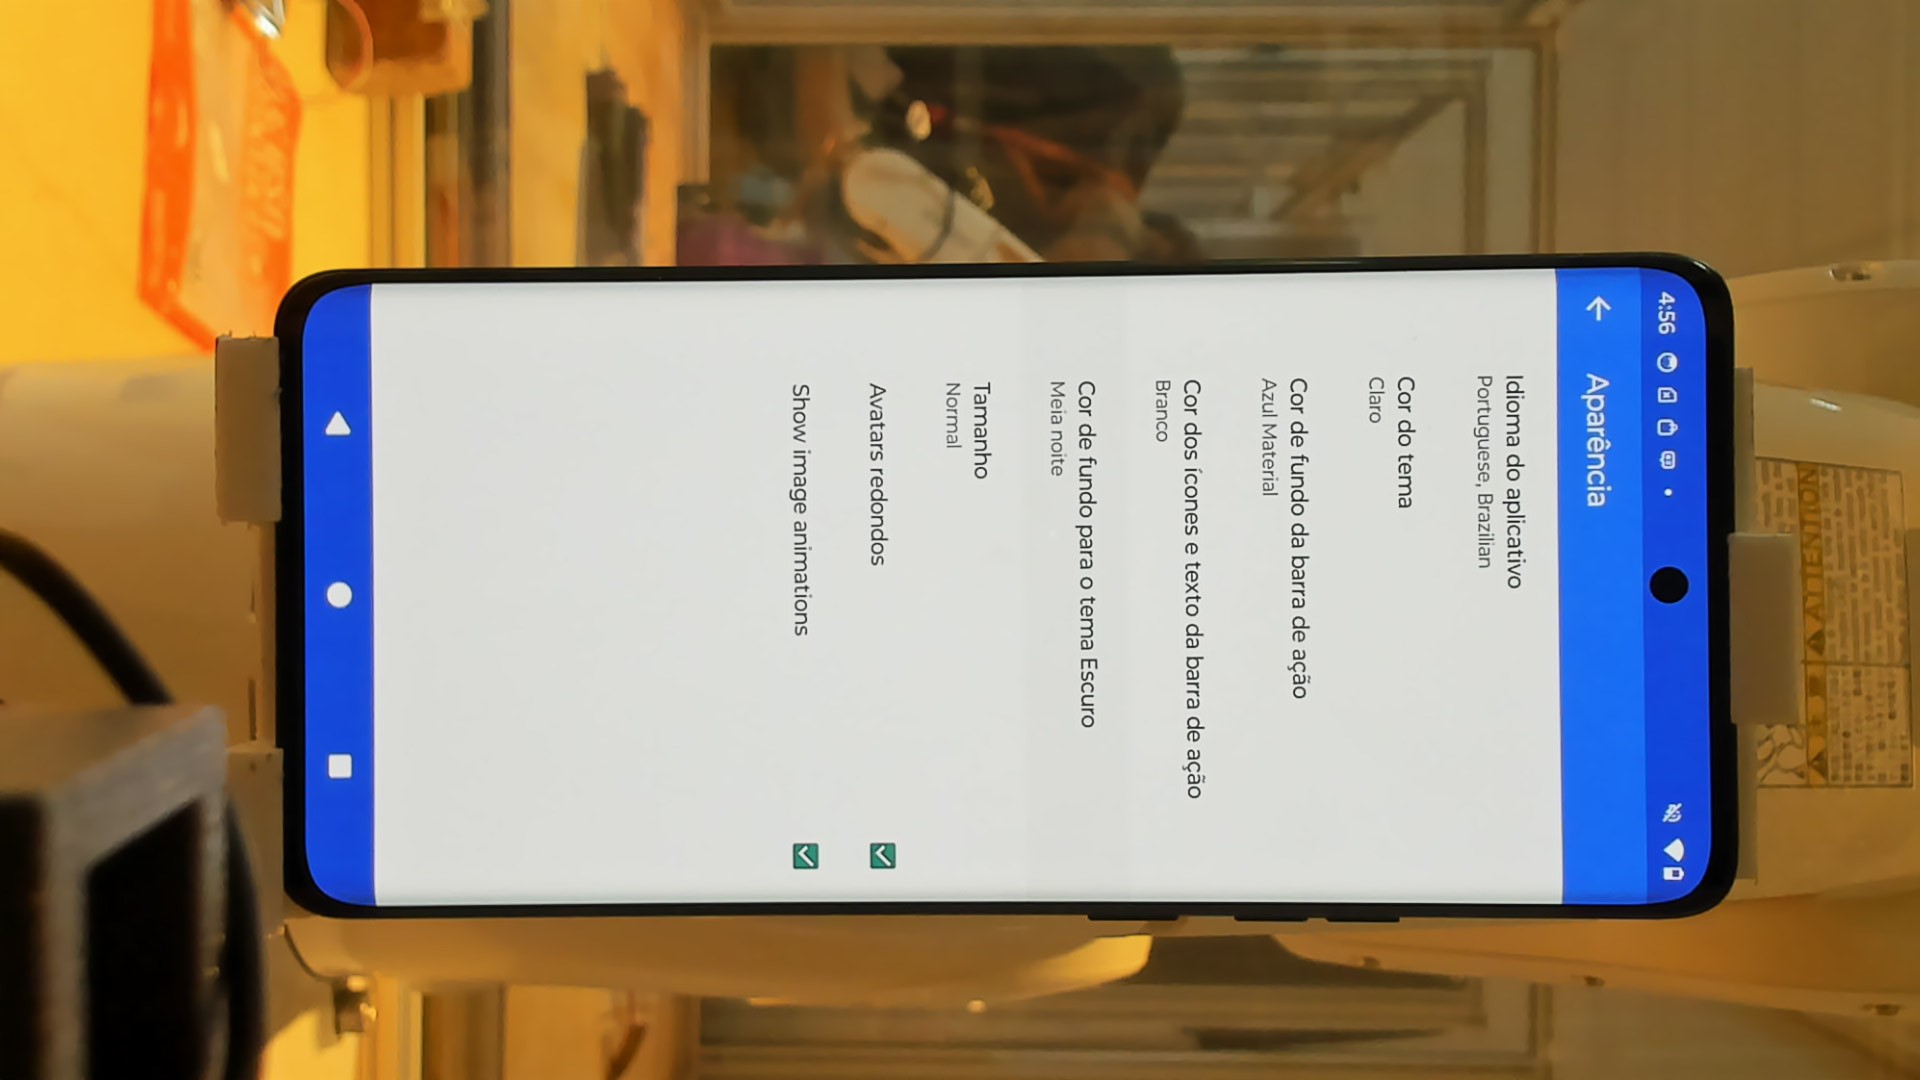 4:56
Aparência
Idioma do aplicativo
Portuguese, Brazilian
Cor do tema
Claro
Cor de fundo da barra de ação
Azul Material
Cor dos ícones e texto da barra de ação
Branco
Cor de fundo para o tema Escuro
Meia noite
Tamanho
Normal
Avatars redondos
Show image animations
ATTENTION